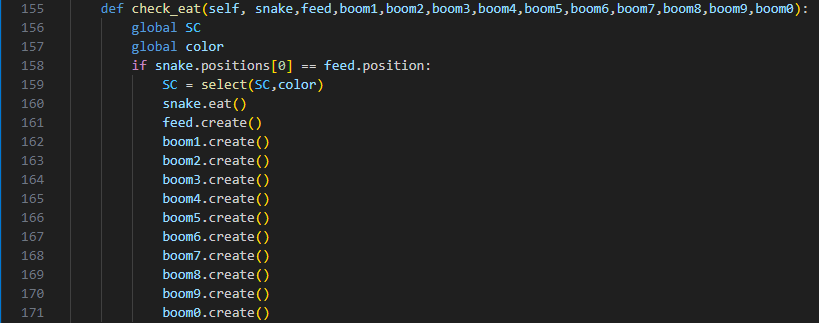 155 def check_eat(self, snake,feed,boom1,boom2,boom3,boom4,boom5,boom6,boom7,boom8,boom9,boom0):
156 global SC
157 global color
158 if snake.positions[0] == feed.position:
159 SC = select(SC,color)
160 snake.eat()
161 feed.create()
162 boom1.create()
163 boom2.create()
164 boom3.create()
165 boom4.create()
166 boom5.create()
167 boom6.create()
168 boom7.create()
169 boom8.create()
170 boom9.create()
171 boom0.create()